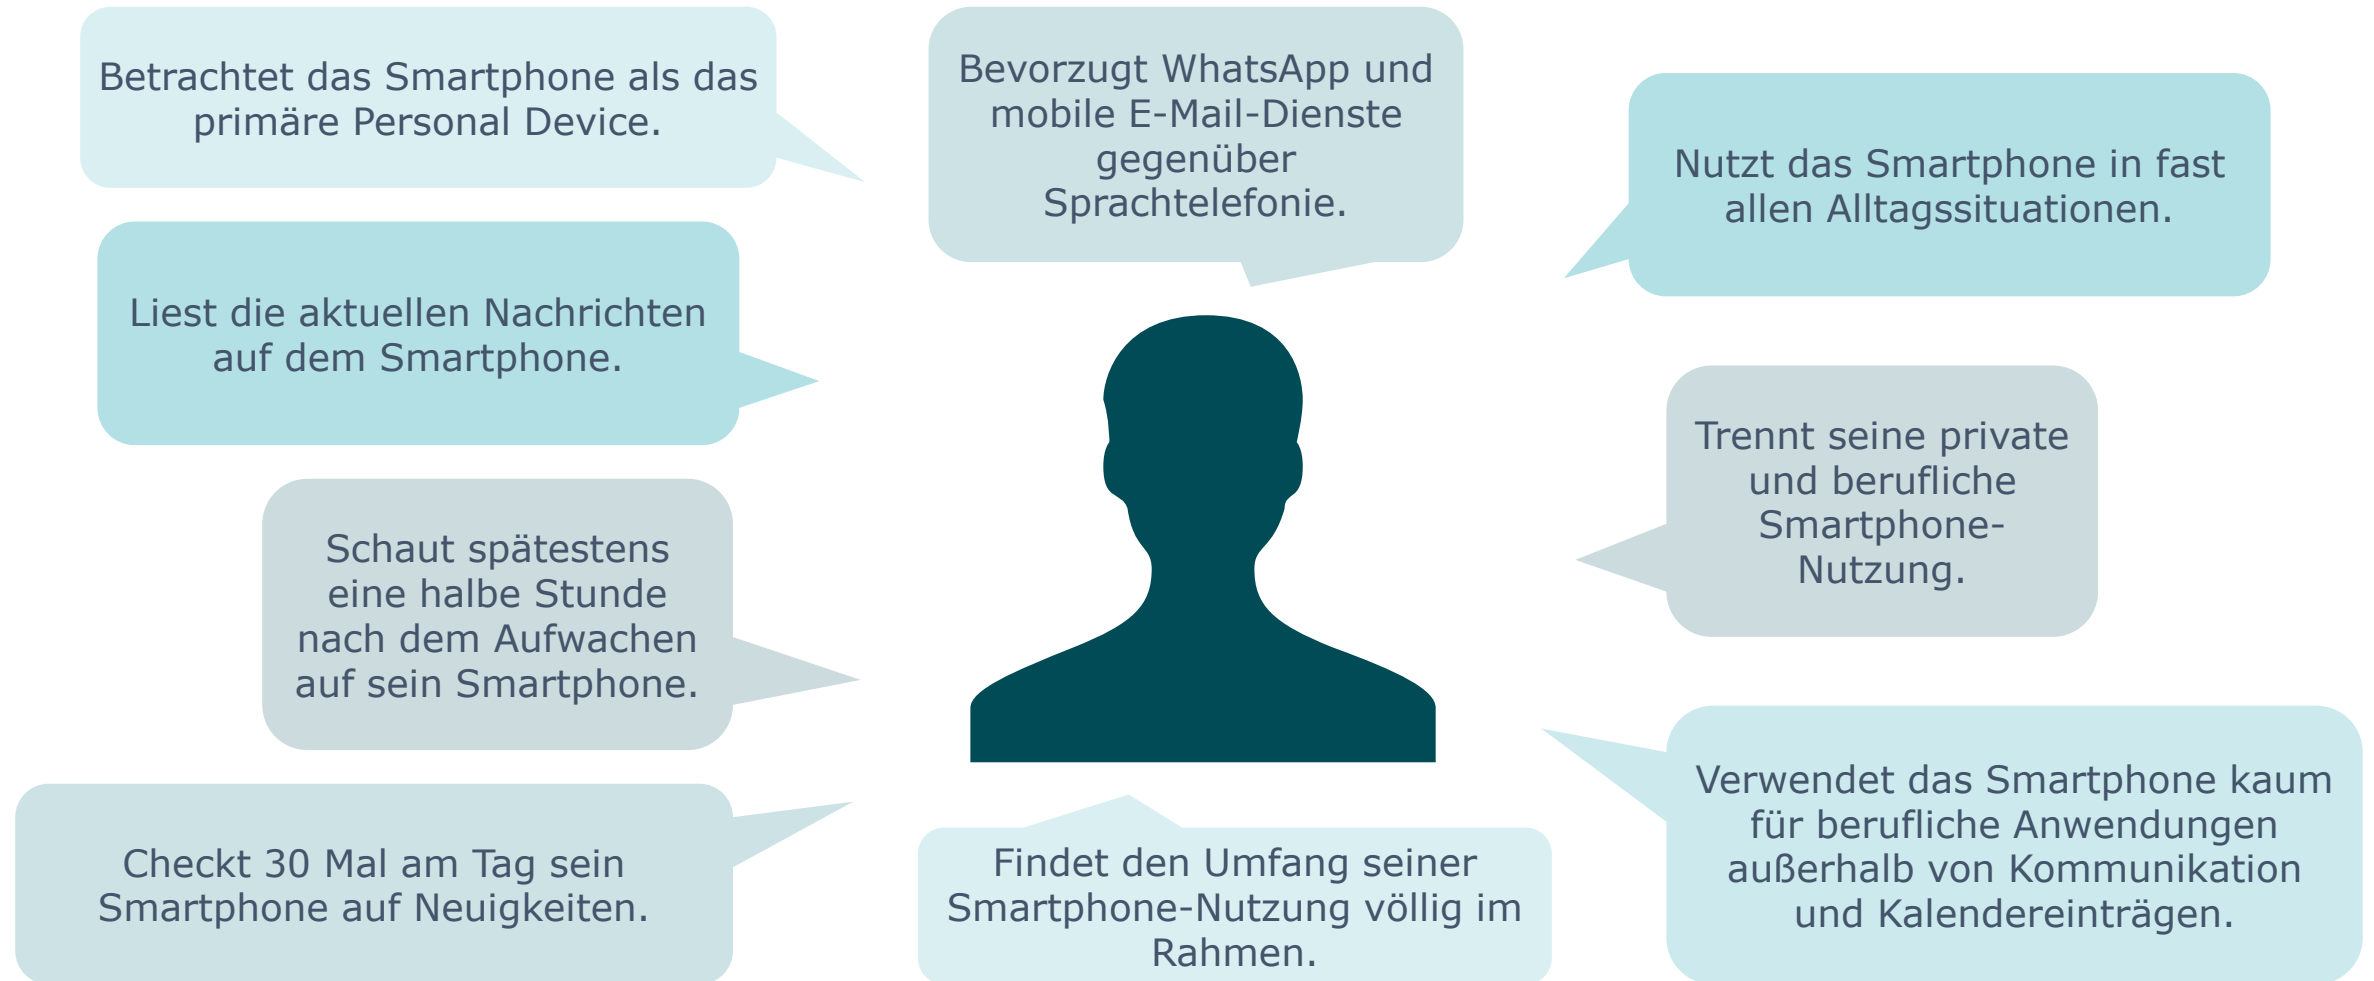 Betrachtet das Smartphone als das
primäre Personal Device.
Bevorzugt WhatsApp und
mobile E-Mail-Dienste
gegenüber
Sprachtelefonie.
Nutzt das Smartphone in fast
allen Alltagssituationen.
Liest die aktuellen Nachrichten
auf dem Smartphone.
Trennt seine private
und berufliche
Smartphone-
Nutzung.
Schaut spätestens
eine halbe Stunde
nach dem Aufwachen
auf sein Smartphone.
Verwendet das Smartphone kaum
für berufliche Anwendungen
außerhalb von Kommunikation
und Kalendereinträgen.
Checkt 30 Mal am Tag sein
Smartphone auf Neuigkeiten.
Findet den Umfang seiner
Smartphone-Nutzung völlig im
Rahmen.